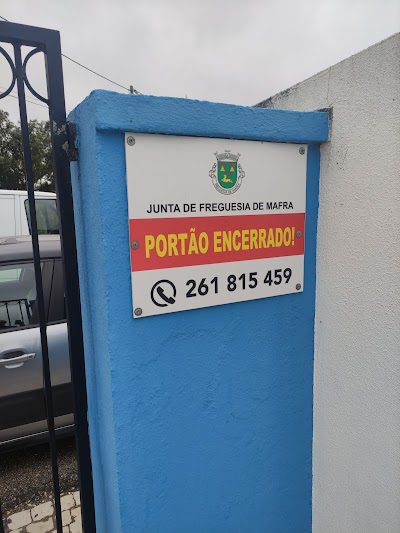 JUNTA DE FREGUESIA DE MAFRA
PORTÃO ENCERRADO!
261 815 459